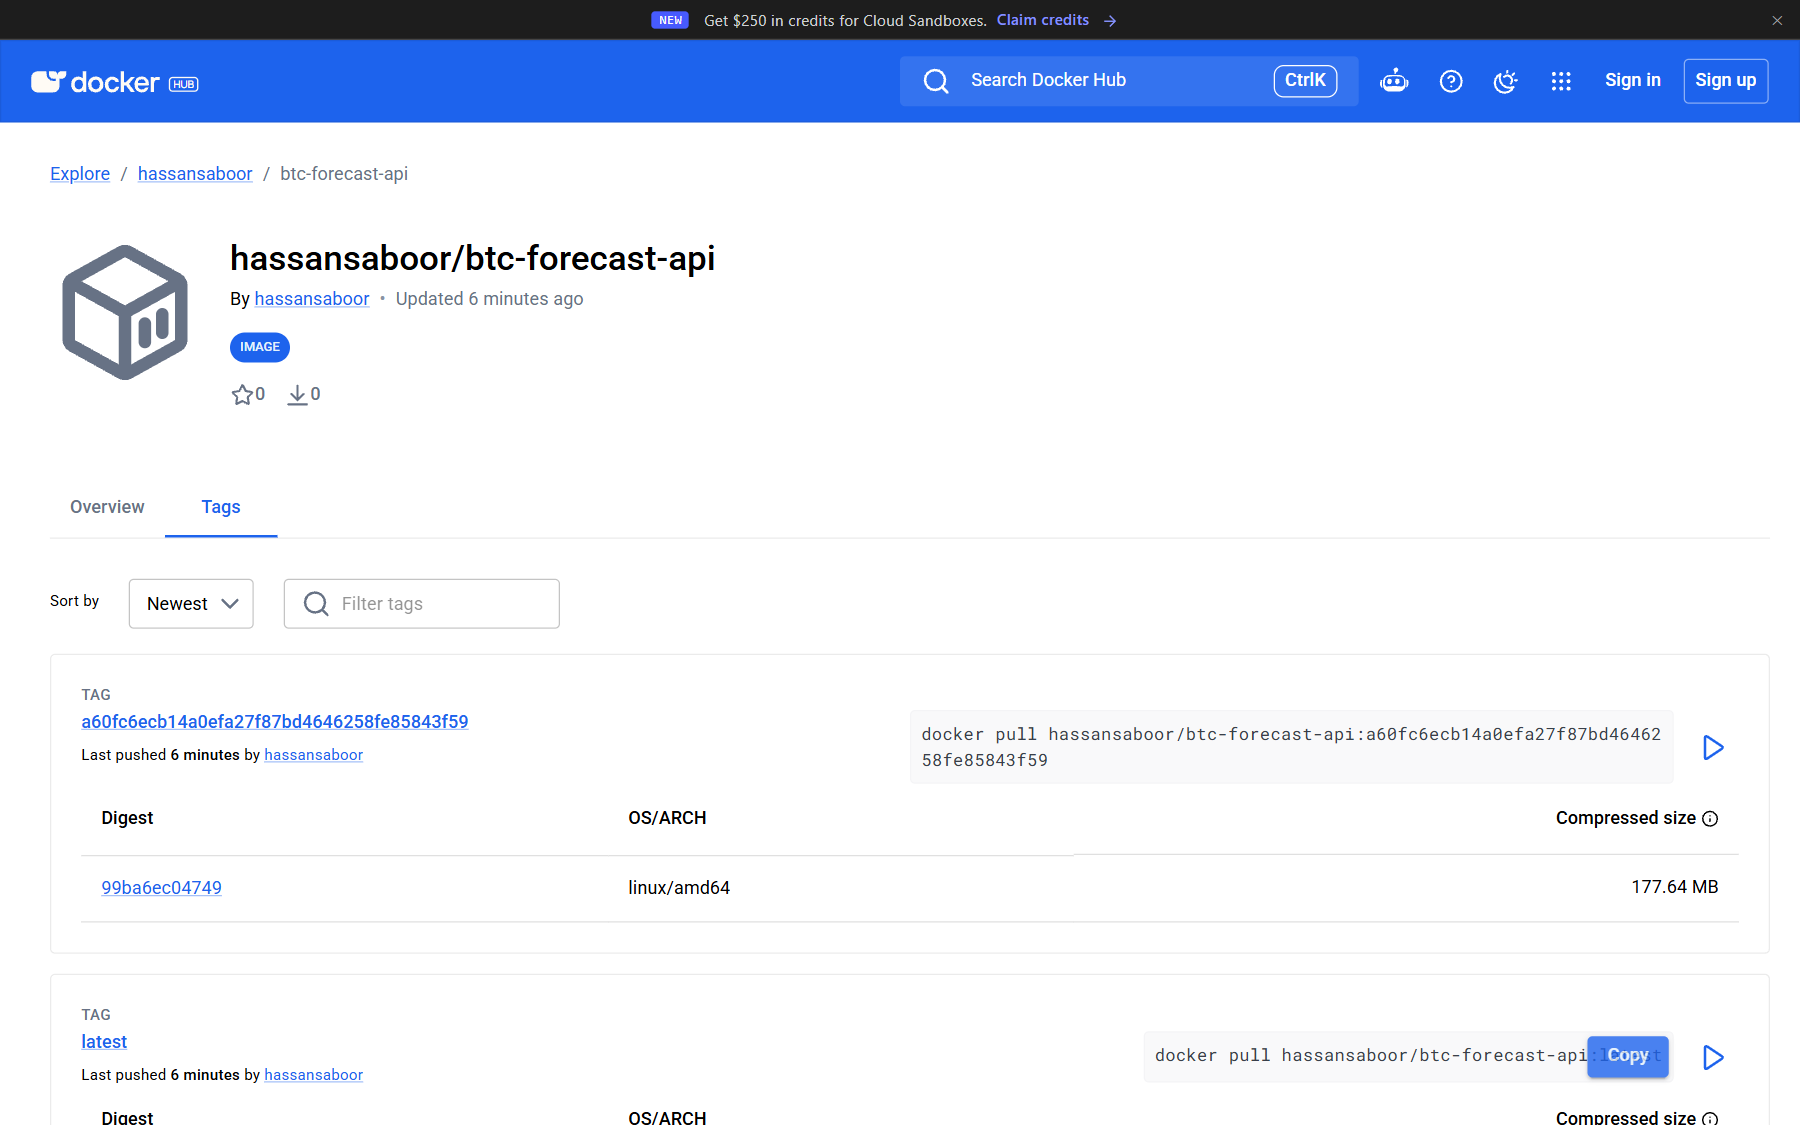 NEW Get $250 in credits for Cloud Sandboxes. Claim credits →
docker HUB Search Docker Hub CtrlK Sign in Sign up
Explore / hassansaboor / btc-forecast-api
hassansaboor/btc-forecast-api
By hassansaboor • Updated 6 minutes ago
IMAGE
0 0
Overview Tags
Sort by Newest Filter tags
TAG
a60fc6ecb14a0efa27f87bd4646258fe85843f59
Last pushed 6 minutes by hassansaboor
docker pull hassansaboor/btc-forecast-api:a60fc6ecb14a0efa27f87bd46462
58fe85843f59
Digest OS/ARCH Compressed size
99ba6ec04749 linux/amd64 177.64 MB
TAG
latest
Last pushed 6 minutes by hassansaboor
docker pull hassansaboor/btc-forecast-api:latest Copy
Digest OS/ARCH Compressed size